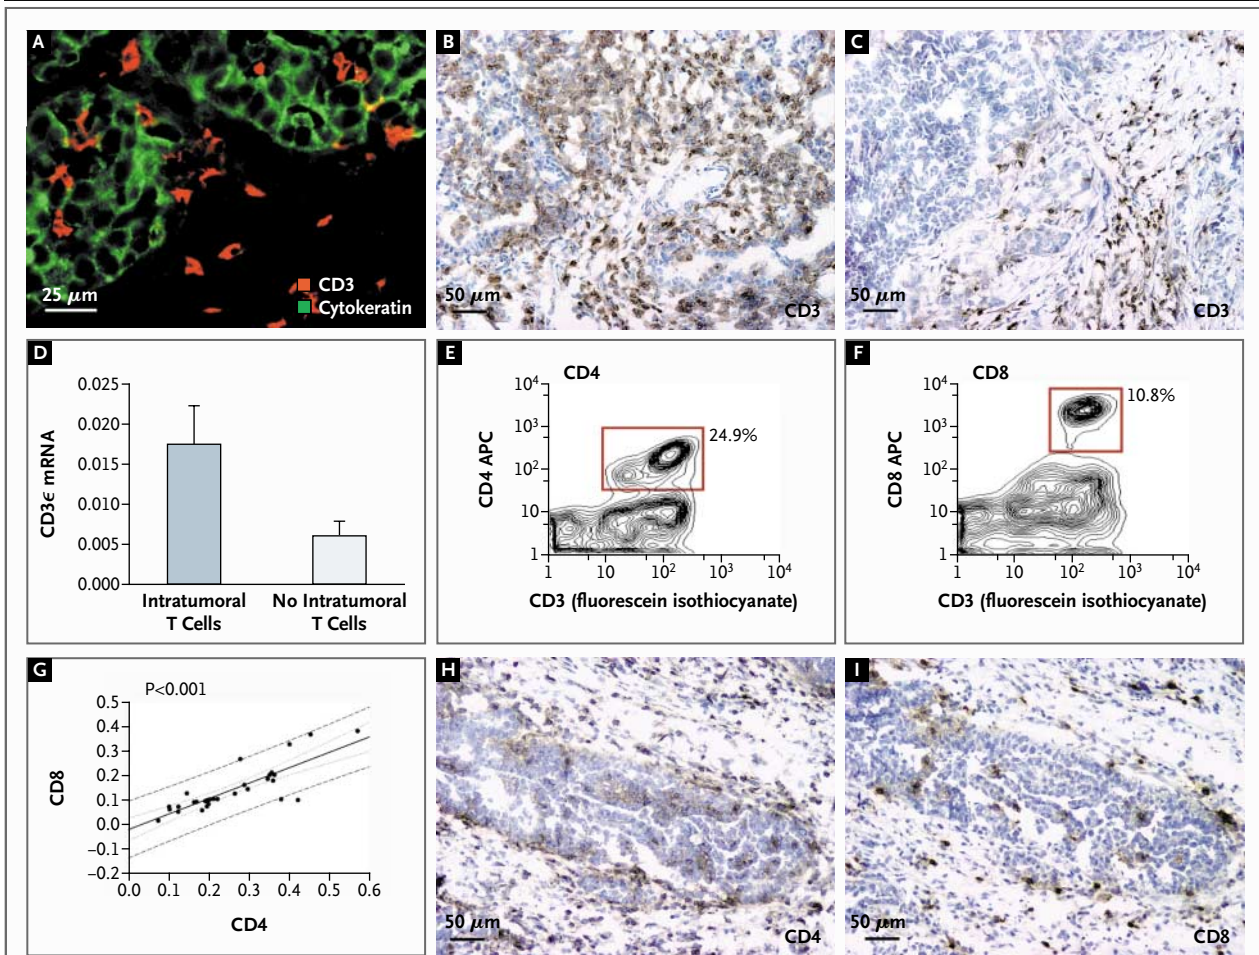 A
CD3
Cytokeratin
25 μm
B
50 μm
CD3
C
50 μm
CD3
D
CD3ϵ mRNA
0.025
0.020
0.015
0.010
0.005
0.000
Intratumoral
T Cells
No Intratumoral
T Cells
E
CD4
CD4 APC
10⁴
10³
10²
10
1
24.9%
1 10 10² 10³ 10⁴
CD3 (fluorescein isothiocyanate)
F
CD8
CD8 APC
10⁴
10³
10²
10
1
10.8%
1 10 10² 10³ 10⁴
CD3 (fluorescein isothiocyanate)
G
P<0.001
CD8
0.5
0.4
0.3
0.2
0.1
0.0
−0.1
−0.2
0.0 0.1 0.2 0.3 0.4 0.5 0.6
CD4
H
50 μm
CD4
I
50 μm
CD8